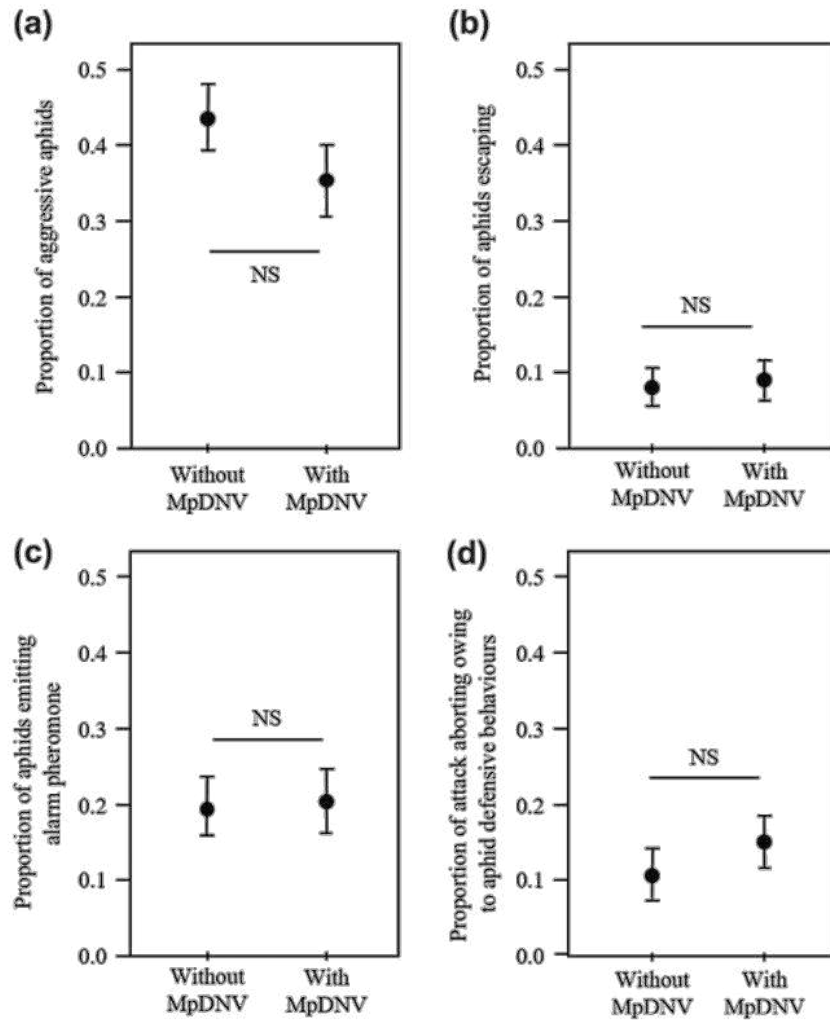 (a)
Proportion of aggressive aphids
0.5
0.4
0.3
0.2
0.1
0.0
NS
Without
MpDNV
With
MpDNV
(b)
Proportion of aphids escaping
0.5
0.4
0.3
0.2
0.1
0.0
NS
Without
MpDNV
With
MpDNV
(c)
Proportion of aphids emitting
alarm pheromone
0.5
0.4
0.3
0.2
0.1
0.0
NS
Without
MpDNV
With
MpDNV
(d)
Proportion of attack aborting owing
to aphid defensive behaviours
0.5
0.4
0.3
0.2
0.1
0.0
NS
Without
MpDNV
With
MpDNV